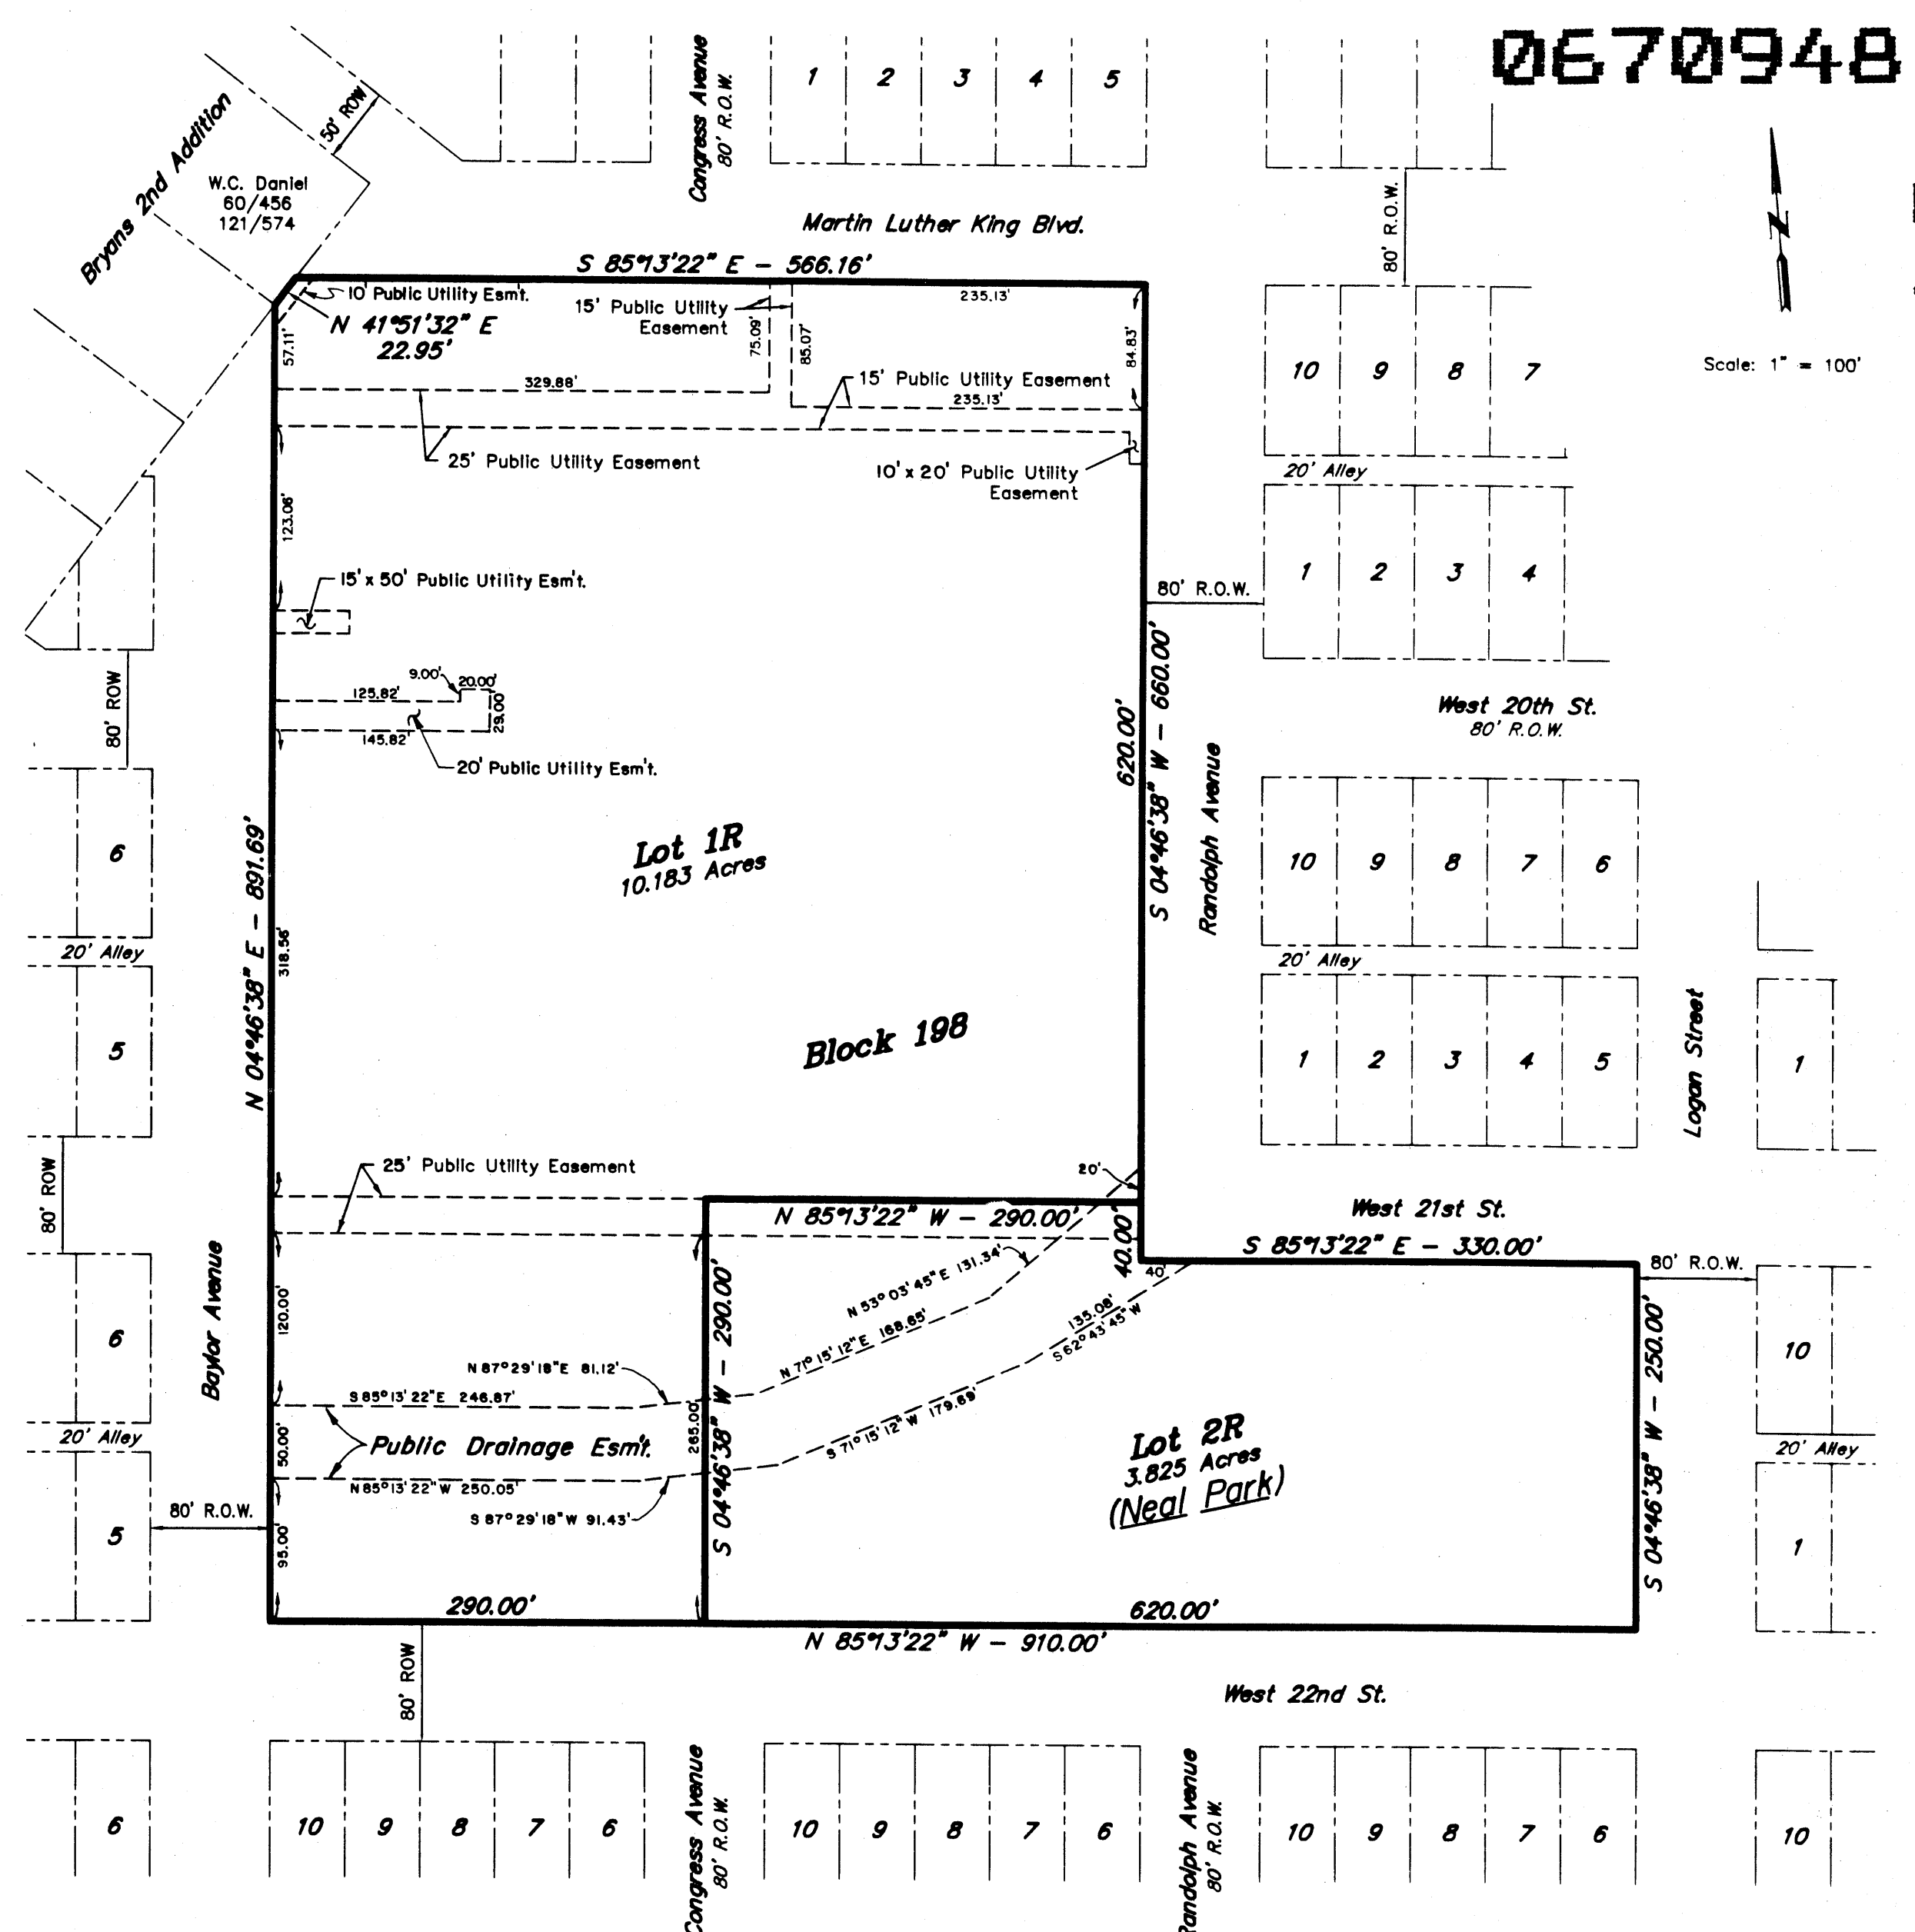 0670948
Congress Avenue
80' R.O.W.
1 2 3 4 5
50' ROW
Bryans 2nd Addition
W.C. Daniel
60/456
121/574
80' R.O.W.
N
Scale: 1" = 100'
Martin Luther King Blvd.
S 85°13'22" E - 566.16'
10' Public Utility Esm't.
N 41°51'32" E
22.95'
57.11'
15' Public Utility
Easement
75.09'
85.07'
235.13'
84.83'
329.88'
15' Public Utility Easement
235.13'
25' Public Utility Easement
10' x 20' Public Utility
Easement
10 9 8 7
20' Alley
1 2 3 4
123.06'
15' x 50' Public Utility Esm't.
80' R.O.W.
80' ROW
9.00'
20.00'
125.82'
29.00'
145.82'
20' Public Utility Esm't.
620.00'
S 04°46'38" W - 660.00'
Randolph Avenue
West 20th St.
80' R.O.W.
6
20' Alley
5
N 04°46'38" E - 891.69'
318.56'
Lot 1R
10.183 Acres
Block 198
10 9 8 7 6
20' Alley
1 2 3 4 5
Logan Street
1
80' ROW
25' Public Utility Easement
20'
N 85°13'22" W - 290.00'
40.00'
West 21st St.
S 85°13'22" E - 330.00'
40'
80' R.O.W.
Baylor Avenue
6
20' Alley
5
120.00'
N 53°03'45" E 131.34'
N 71°15'12" E 168.65'
135.08'
S 62°43'45" W
N 87°29'18" E 81.12'
S 85°13'22" E 246.87'
Public Drainage Esm't.
50.00'
N 85°13'22" W 250.05'
S 87°29'18" W 91.43'
265.00'
S 04°46'38" W - 290.00'
S 71°15'12" W 179.69'
Lot 2R
3.825 Acres
(Neal Park)
S 04°46'38" W - 250.00'
10
20' Alley
1
80' R.O.W.
95.00'
290.00'
620.00'
N 85°13'22" W - 910.00'
80' ROW
West 22nd St.
6
10 9 8 7 6
Congress Avenue
80' R.O.W.
10 9 8 7 6
Randolph Avenue
80' R.O.W.
10 9 8 7 6
10